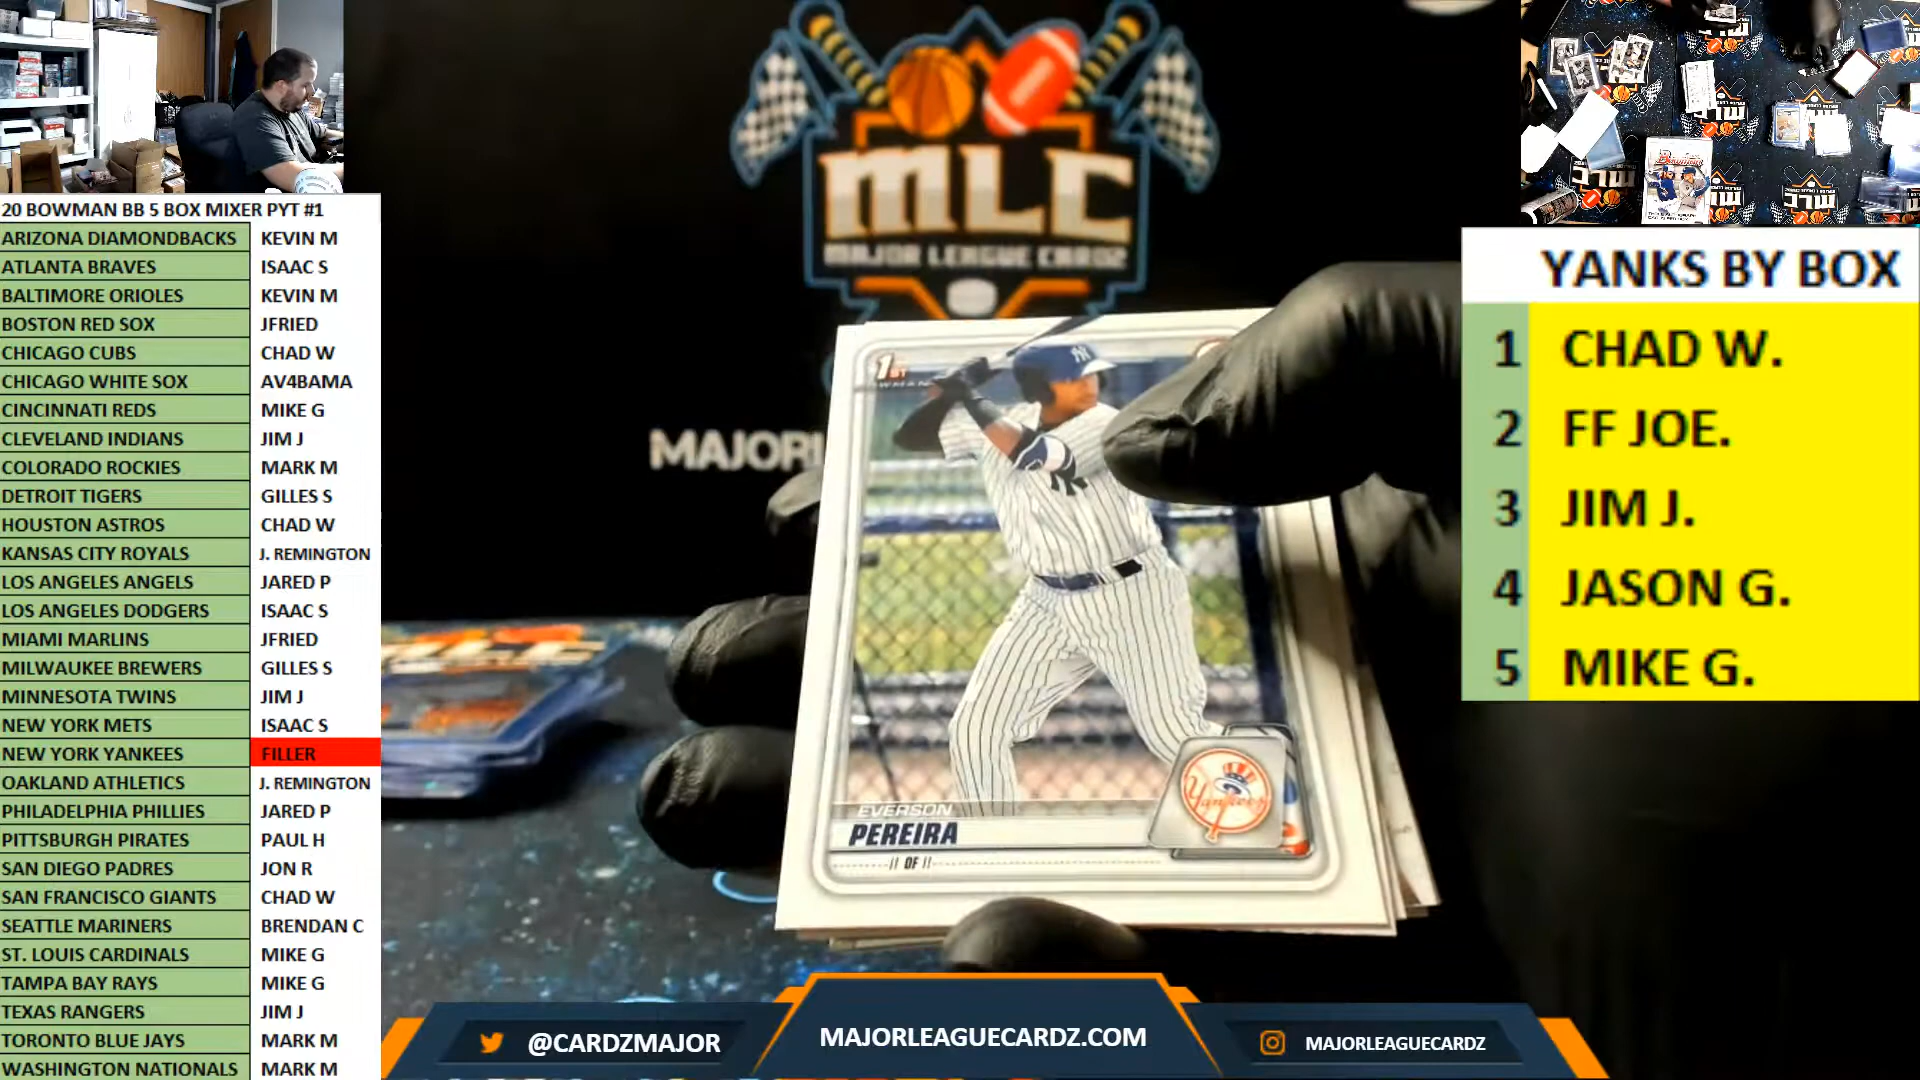 20 BOWMAN BB 5 BOX MIXER PYT #1
ARIZONA DIAMONDBACKS KEVIN M
ATLANTA BRAVES ISAAC S
BALTIMORE ORIOLES KEVIN M
BOSTON RED SOX JFRIED
CHICAGO CUBS CHAD W
CHICAGO WHITE SOX AV4BAMA
CINCINNATI REDS MIKE G
CLEVELAND INDIANS JIM J
COLORADO ROCKIES MARK M
DETROIT TIGERS GILLES S
HOUSTON ASTROS CHAD W
KANSAS CITY ROYALS J. REMINGTON
LOS ANGELES ANGELS JARED P
LOS ANGELES DODGERS ISAAC S
MIAMI MARLINS JFRIED
MILWAUKEE BREWERS GILLES S
MINNESOTA TWINS JIM J
NEW YORK METS ISAAC S
NEW YORK YANKEES FILLER
OAKLAND ATHLETICS J. REMINGTON
PHILADELPHIA PHILLIES JARED P
PITTSBURGH PIRATES PAUL H
SAN DIEGO PADRES JON R
SAN FRANCISCO GIANTS CHAD W
SEATTLE MARINERS BRENDAN C
ST. LOUIS CARDINALS MIKE G
TAMPA BAY RAYS MIKE G
TEXAS RANGERS JIM J
TORONTO BLUE JAYS MARK M
WASHINGTON NATIONALS MARK M
MLC
MAJOR LEAGUE CARDZ
1ST
NY
Yankees
EVERSON
PEREIRA
OF
YANKS BY BOX
1 CHAD W.
2 FF JOE.
3 JIM J.
4 JASON G.
5 MIKE G.
@CARDZMAJOR
MAJORLEAGUECARDZ.COM
MAJORLEAGUECARDZ